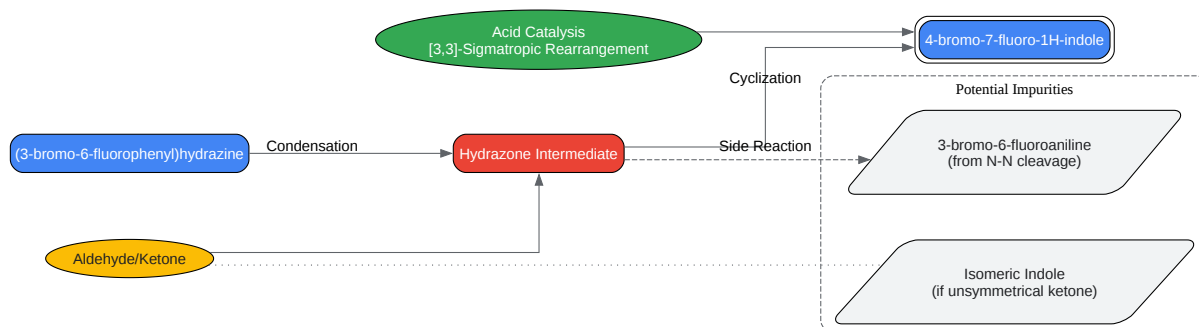 Acid Catalysis
[3,3]-Sigmatropic Rearrangement
4-bromo-7-fluoro-1H-indole
Cyclization
Potential Impurities
(3-bromo-6-fluorophenyl)hydrazine
Condensation
Hydrazone Intermediate
Side Reaction
3-bromo-6-fluoroaniline
(from N-N cleavage)
Aldehyde/Ketone
Isomeric Indole
(if unsymmetrical ketone)